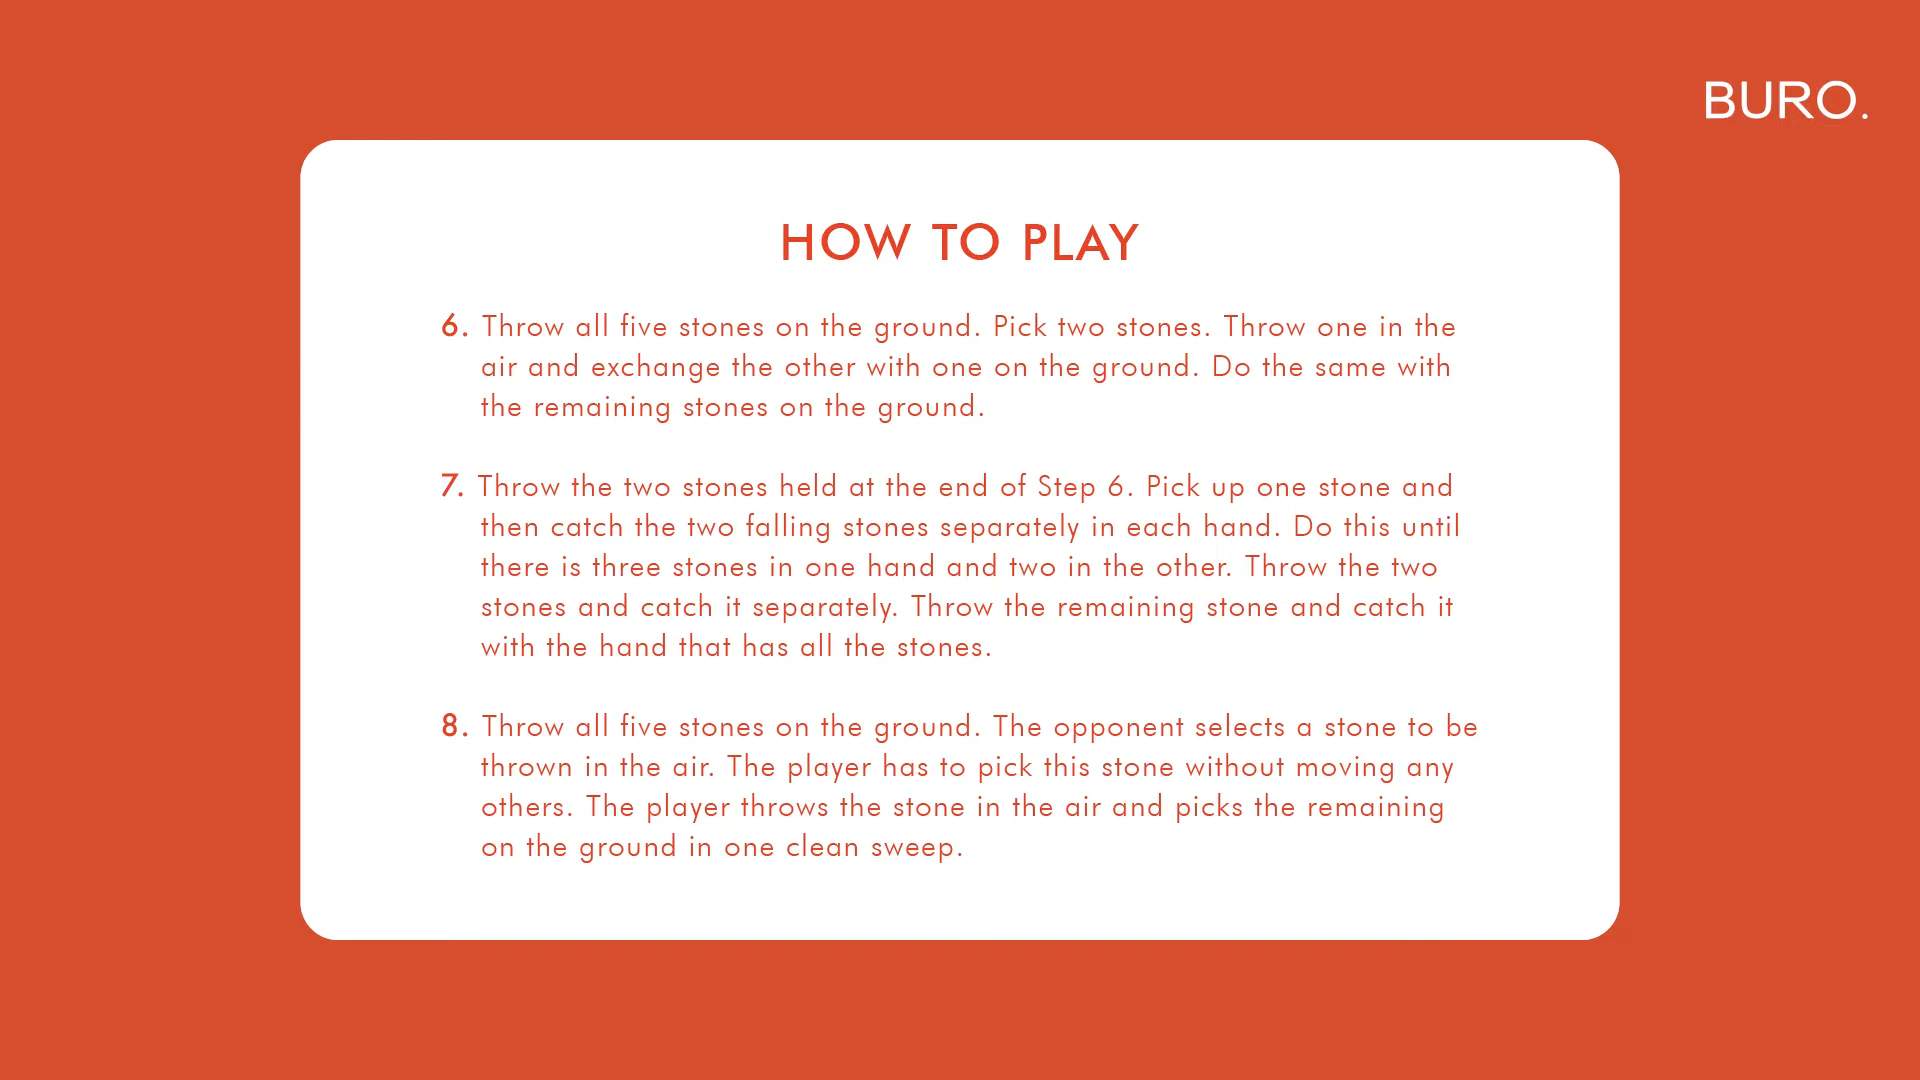 BURO.
HOW TO PLAY
6. Throw all five stones on the ground. Pick two stones. Throw one in the
air and exchange the other with one on the ground. Do the same with
the remaining stones on the ground.
7. Throw the two stones held at the end of Step 6. Pick up one stone and
then catch the two falling stones separately in each hand. Do this until
there is three stones in one hand and two in the other. Throw the two
stones and catch it separately. Throw the remaining stone and catch it
with the hand that has all the stones.
8. Throw all five stones on the ground. The opponent selects a stone to be
thrown in the air. The player has to pick this stone without moving any
others. The player throws the stone in the air and picks the remaining
on the ground in one clean sweep.